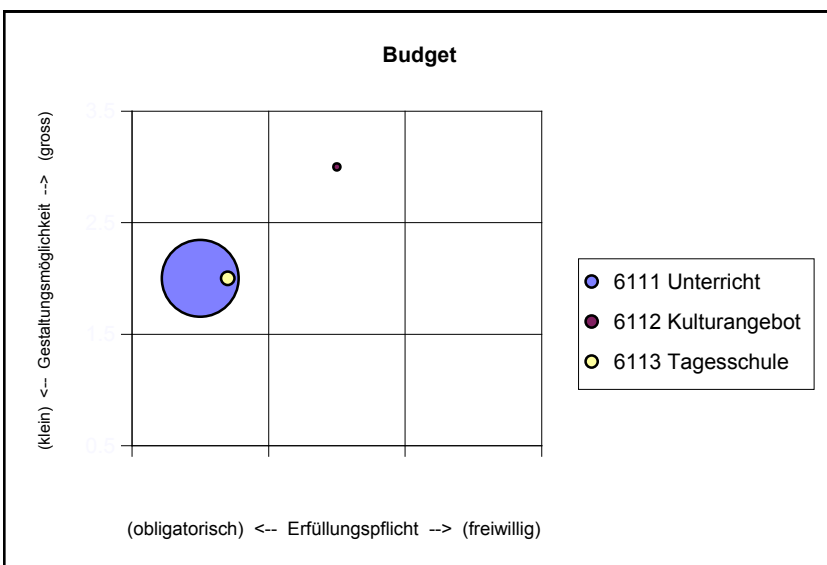 Budget
3.5
2.5
1.5
0.5
(klein) <-- Gestaltungsmöglichkeit --> (gross)
(obligatorisch) <-- Erfüllungspflicht --> (freiwillig)
6111 Unterricht
6112 Kulturangebot
6113 Tagesschule